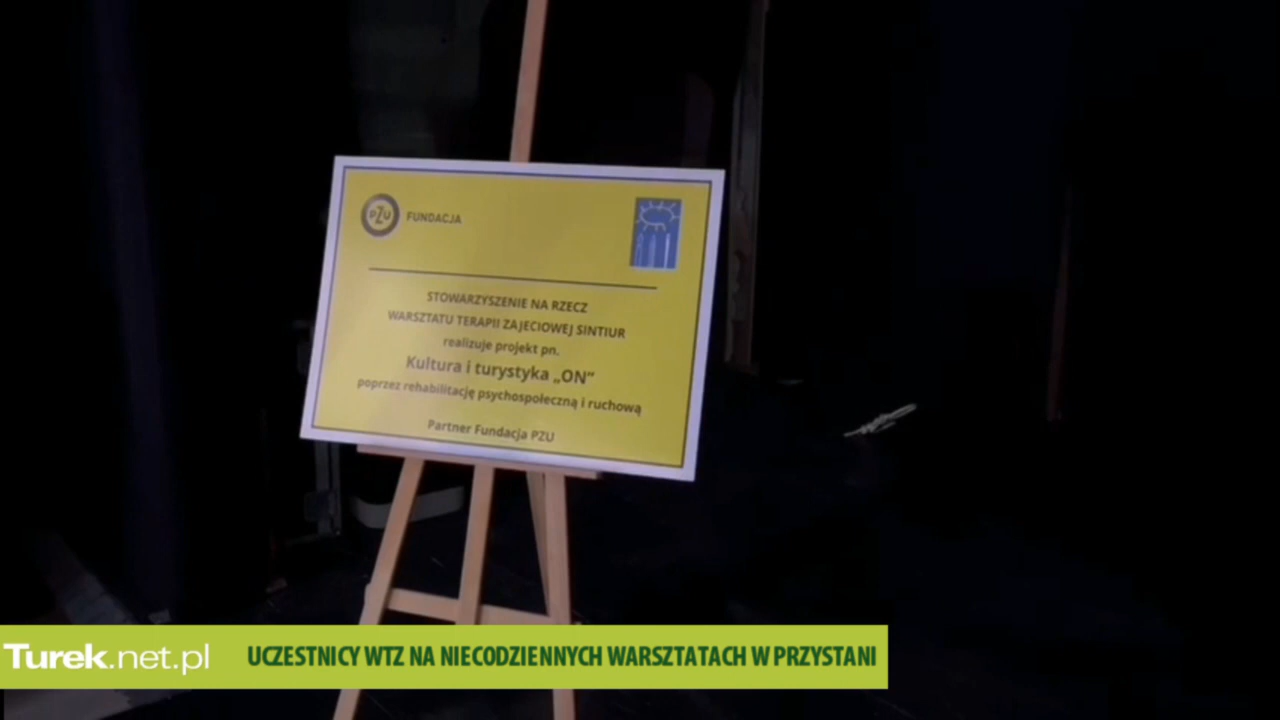 PZU FUNDACJA
STOWARZYSZENIE NA RZECZ
WARSZTATU TERAPII ZAJĘCIOWEJ SINTIUR
realizuje projekt pn.
Kultura i turystyka „ON”
poprzez rehabilitację psychospołeczną i ruchową
Partner Fundacja PZU
Turek.net.pl UCZESTNICY WTZ NA NIECODZIENNYCH WARSZTATACH W PRZYSTANI